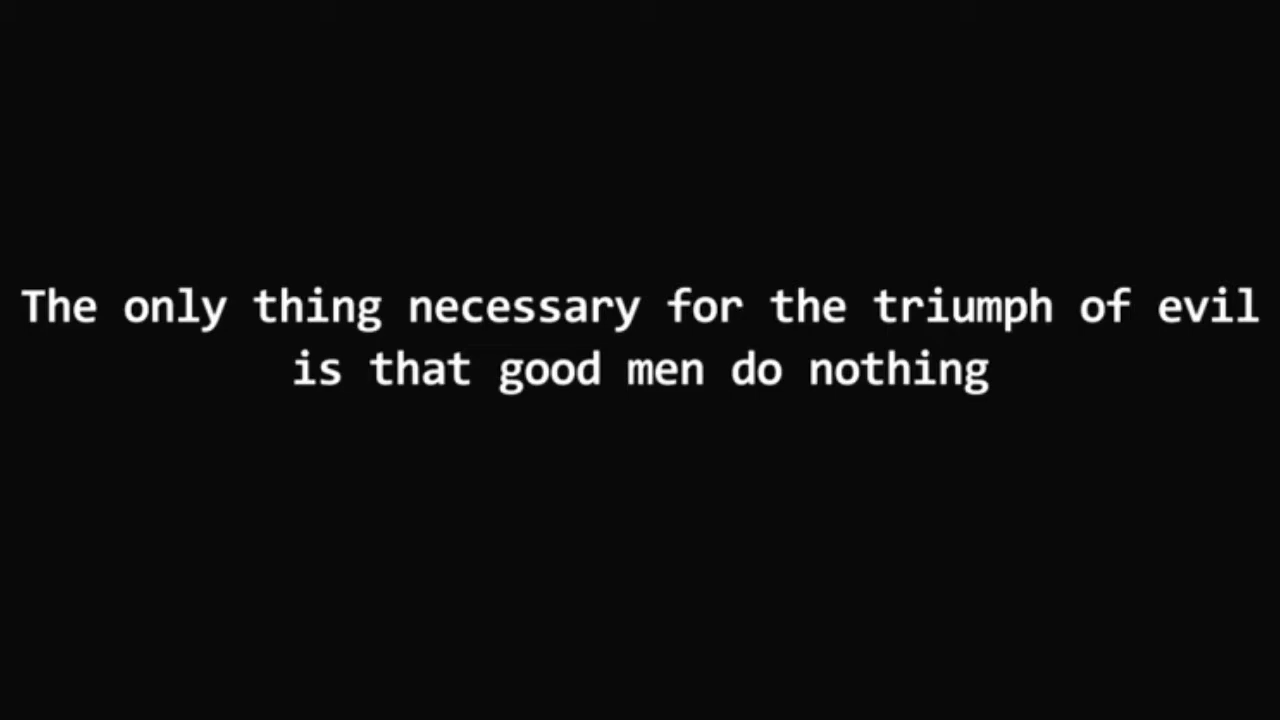 The only thing necessary for the triumph of evil
is that good men do nothing